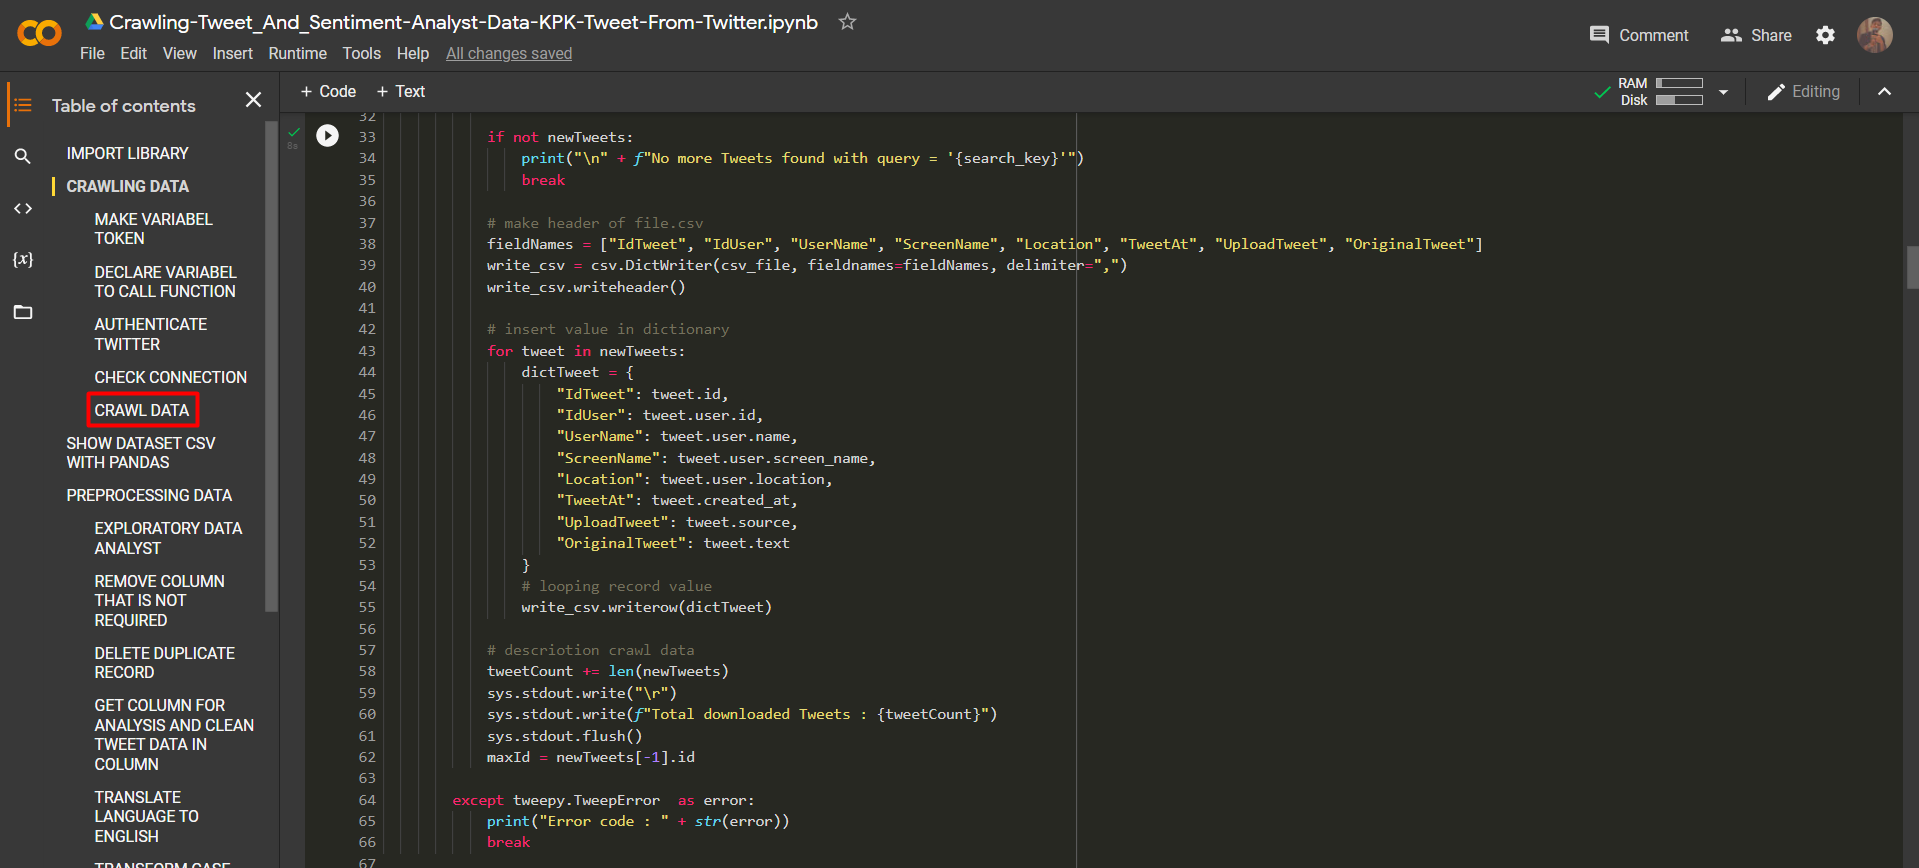 Crawling-Tweet_And_Sentiment-Analyst-Data-KPK-Tweet-From-Twitter.ipynb
File Edit View Insert Runtime Tools Help All changes saved
Comment Share
Table of contents
+ Code + Text
RAM
Disk
Editing
IMPORT LIBRARY
CRAWLING DATA
MAKE VARIABEL
TOKEN
DECLARE VARIABEL
TO CALL FUNCTION
AUTHENTICATE
TWITTER
CHECK CONNECTION
CRAWL DATA
SHOW DATASET CSV
WITH PANDAS
PREPROCESSING DATA
EXPLORATORY DATA
ANALYST
REMOVE COLUMN
THAT IS NOT
REQUIRED
DELETE DUPLICATE
RECORD
GET COLUMN FOR
ANALYSIS AND CLEAN
TWEET DATA IN
COLUMN
TRANSLATE
LANGUAGE TO
ENGLISH
TRANSFORM CASE
{x}
8s
32
33 if not newTweets:
34 print("\n" + f"No more Tweets found with query = '{search_key}'")
35 break
36
37 # make header of file.csv
38 fieldNames = ["IdTweet", "IdUser", "UserName", "ScreenName", "Location", "TweetAt", "UploadTweet", "OriginalTweet"]
39 write_csv = csv.DictWriter(csv_file, fieldnames=fieldNames, delimiter=",")
40 write_csv.writeheader()
41
42 # insert value in dictionary
43 for tweet in newTweets:
44 dictTweet = {
45 "IdTweet": tweet.id,
46 "IdUser": tweet.user.id,
47 "UserName": tweet.user.name,
48 "ScreenName": tweet.user.screen_name,
49 "Location": tweet.user.location,
50 "TweetAt": tweet.created_at,
51 "UploadTweet": tweet.source,
52 "OriginalTweet": tweet.text
53 }
54 # looping record value
55 write_csv.writerow(dictTweet)
56
57 # descriotion crawl data
58 tweetCount += len(newTweets)
59 sys.stdout.write("\r")
60 sys.stdout.write(f"Total downloaded Tweets : {tweetCount}")
61 sys.stdout.flush()
62 maxId = newTweets[-1].id
63
64 except tweepy.TweepError as error:
65 print("Error code : " + str(error))
66 break
67